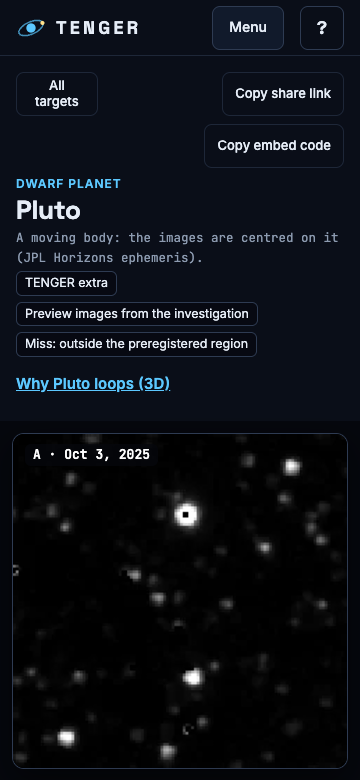 TENGER
Menu
?
All
targets
Copy share link
Copy embed code
DWARF PLANET
Pluto
A moving body: the images are centred on it
(JPL Horizons ephemeris).
TENGER extra
Preview images from the investigation
Miss: outside the preregistered region
Why Pluto loops (3D)
A · Oct 3, 2025